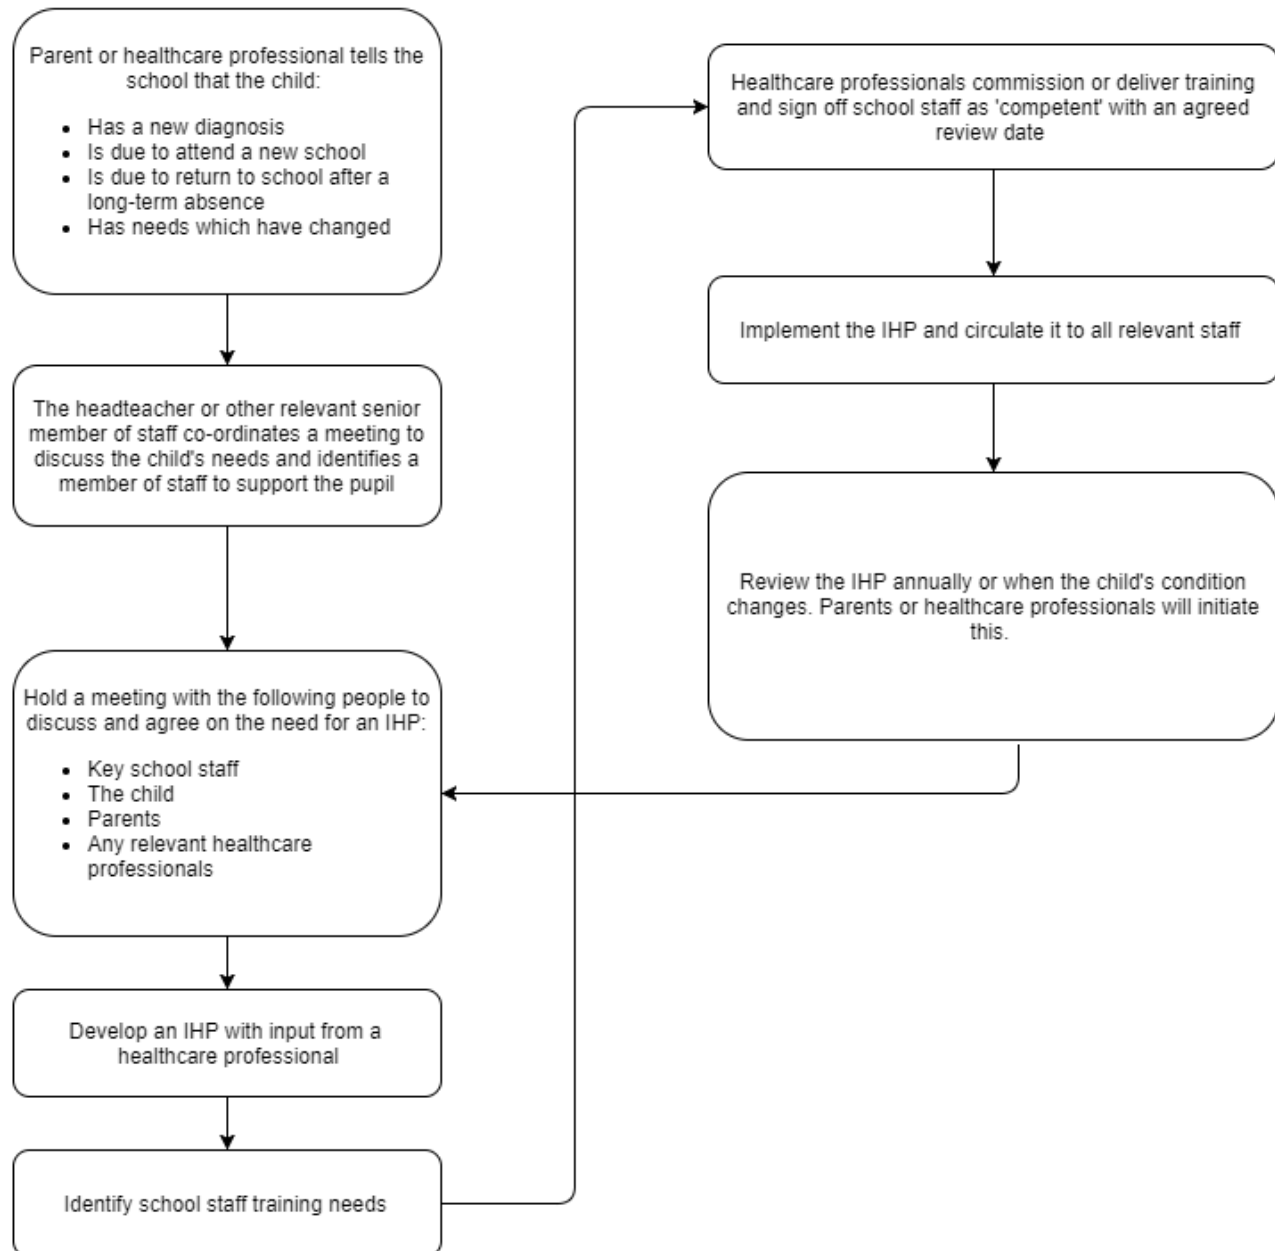 Parent or healthcare professional tells the
school that the child:
• Has a new diagnosis
• Is due to attend a new school
• Is due to return to school after a
long-term absence
• Has needs which have changed
The headteacher or other relevant senior
member of staff co-ordinates a meeting to
discuss the child's needs and identifies a
member of staff to support the pupil
Hold a meeting with the following people to
discuss and agree on the need for an IHP:
• Key school staff
• The child
• Parents
• Any relevant healthcare
professionals
Develop an IHP with input from a
healthcare professional
Identify school staff training needs
Healthcare professionals commission or deliver training
and sign off school staff as 'competent' with an agreed
review date
Implement the IHP and circulate it to all relevant staff
Review the IHP annually or when the child's condition
changes. Parents or healthcare professionals will initiate
this.